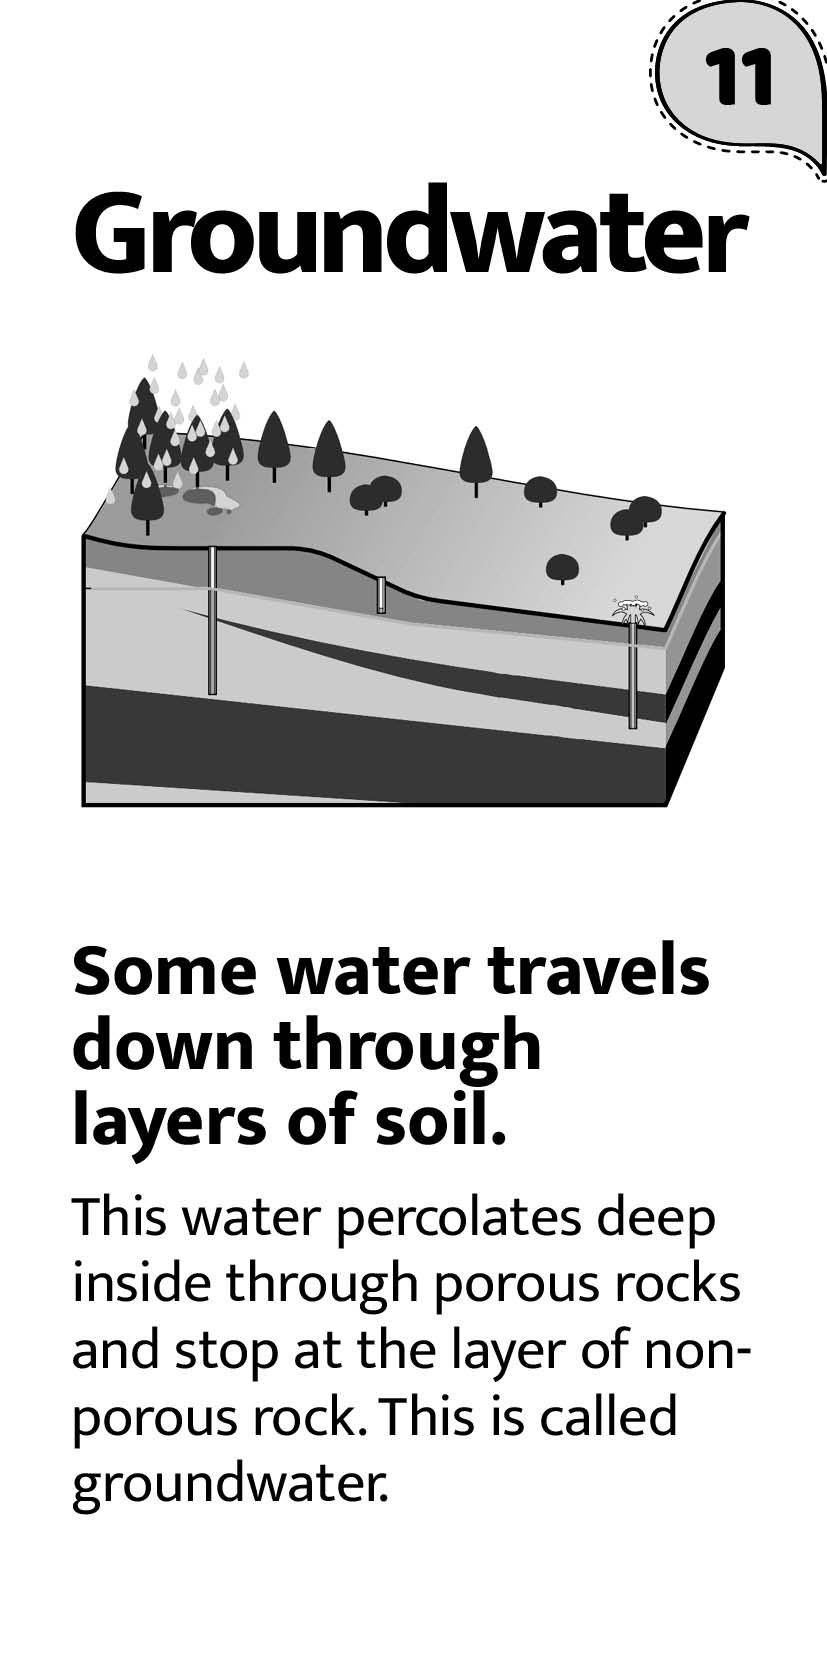 11
Groundwater
Some water travels
down through
layers of soil.
This water percolates deep
inside through porous rocks
and stop at the layer of non-
porous rock. This is called
groundwater.